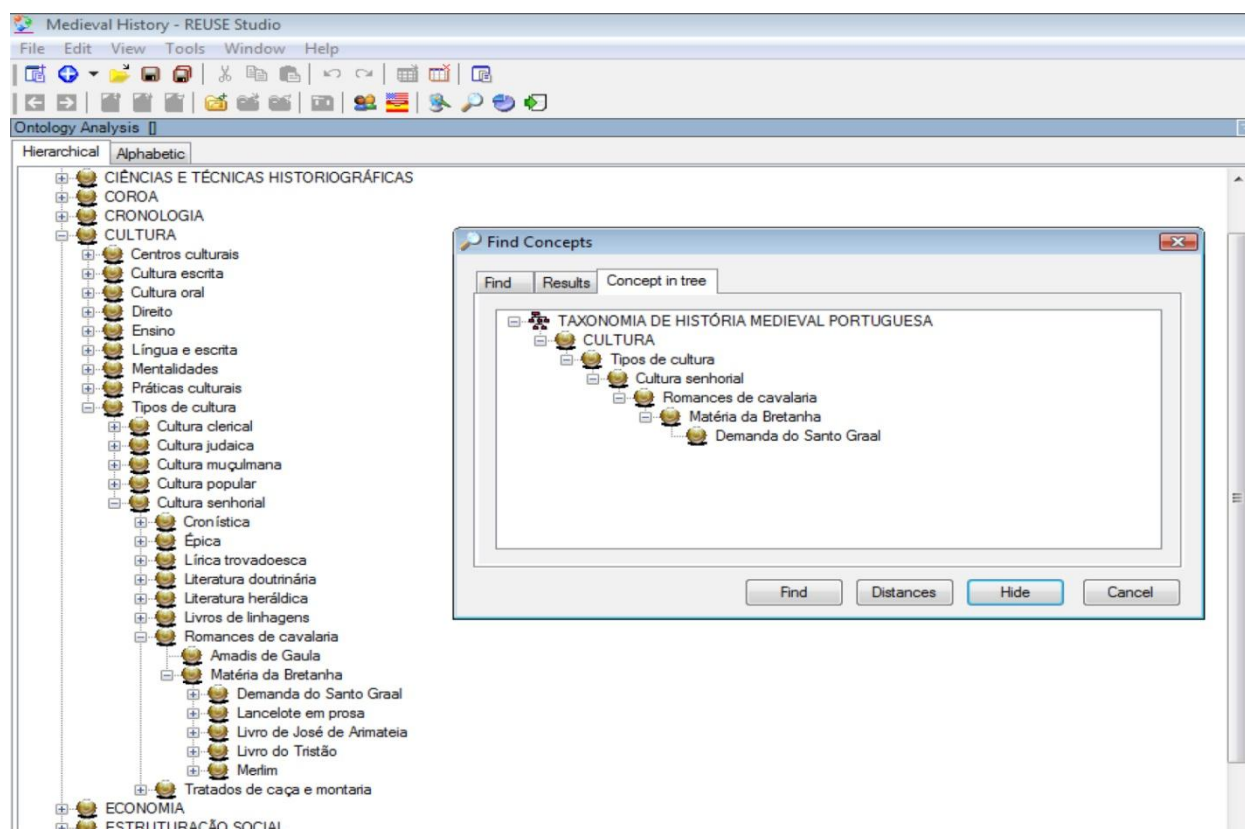 Medieval History - REUSE Studio
File Edit View Tools Window Help
Ontology Analysis []
Hierarchical Alphabetic
CIÊNCIAS E TÉCNICAS HISTORIOGRÁFICAS
COROA
CRONOLOGIA
CULTURA
Centros culturais
Cultura escrita
Cultura oral
Direito
Ensino
Língua e escrita
Mentalidades
Práticas culturais
Tipos de cultura
Cultura clerical
Cultura judaica
Cultura muçulmana
Cultura popular
Cultura senhorial
Cronística
Épica
Lírica trovadoesca
Literatura doutrinária
Literatura heráldica
Livros de linhagens
Romances de cavalaria
Amadis de Gaula
Matéria da Bretanha
Demanda do Santo Graal
Lancelote em prosa
Livro de José de Arimateia
Livro do Tristão
Merlim
Tratados de caça e montaria
ECONOMIA
ESTRUTURAÇÃO SOCIAL
Find Concepts
Find Results Concept in tree
TAXONOMIA DE HISTÓRIA MEDIEVAL PORTUGUESA
CULTURA
Tipos de cultura
Cultura senhorial
Romances de cavalaria
Matéria da Bretanha
Demanda do Santo Graal
Find Distances Hide Cancel